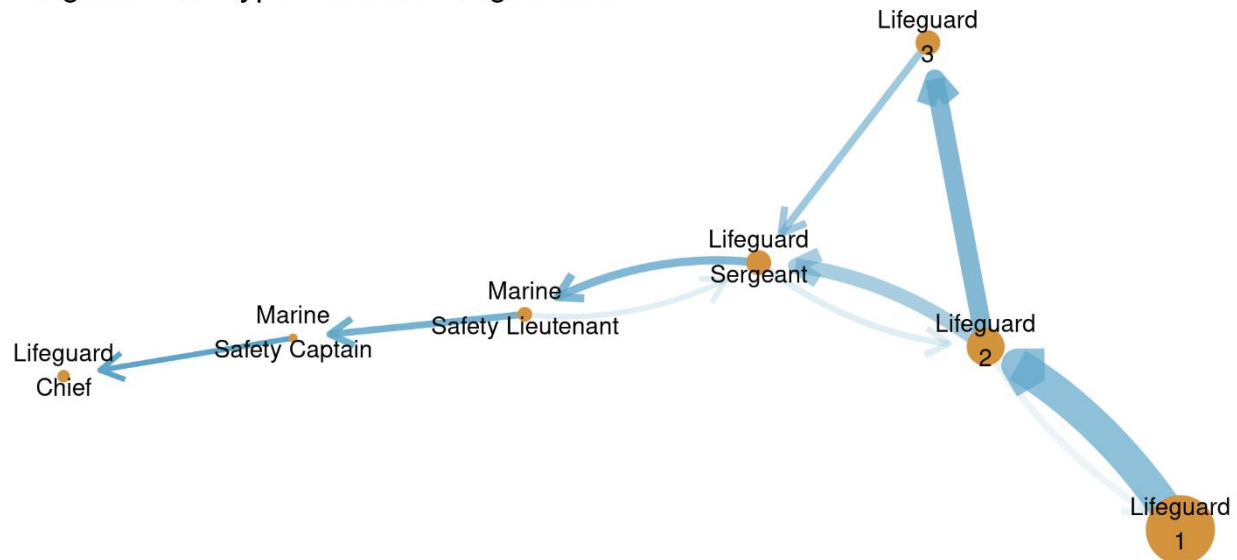 Lifeguard
3
Lifeguard
Sergeant
Marine
Safety Lieutenant
Marine
Safety Captain
Lifeguard
Chief
Lifeguard
2
Lifeguard
1